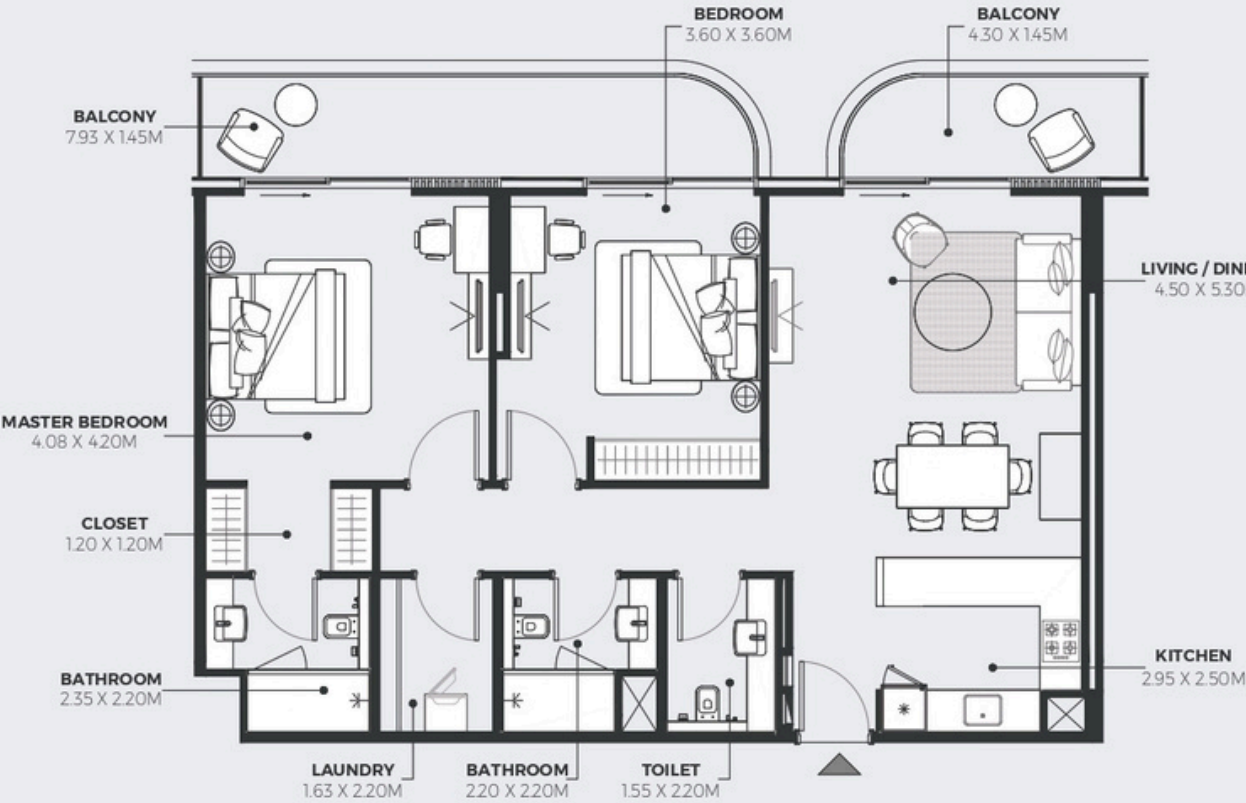 BEDROOM
3.60 X 3.60M
BALCONY
4.30 X 1.45M
BALCONY
7.93 X 1.45M
LIVING / DINI
4.50 X 5.30
MASTER BEDROOM
4.08 X 4.20M
CLOSET
1.20 X 1.20M
BATHROOM
2.35 X 2.20M
KITCHEN
2.95 X 2.50M
LAUNDRY
1.63 X 2.20M
BATHROOM
2.20 X 2.20M
TOILET
1.55 X 2.20M